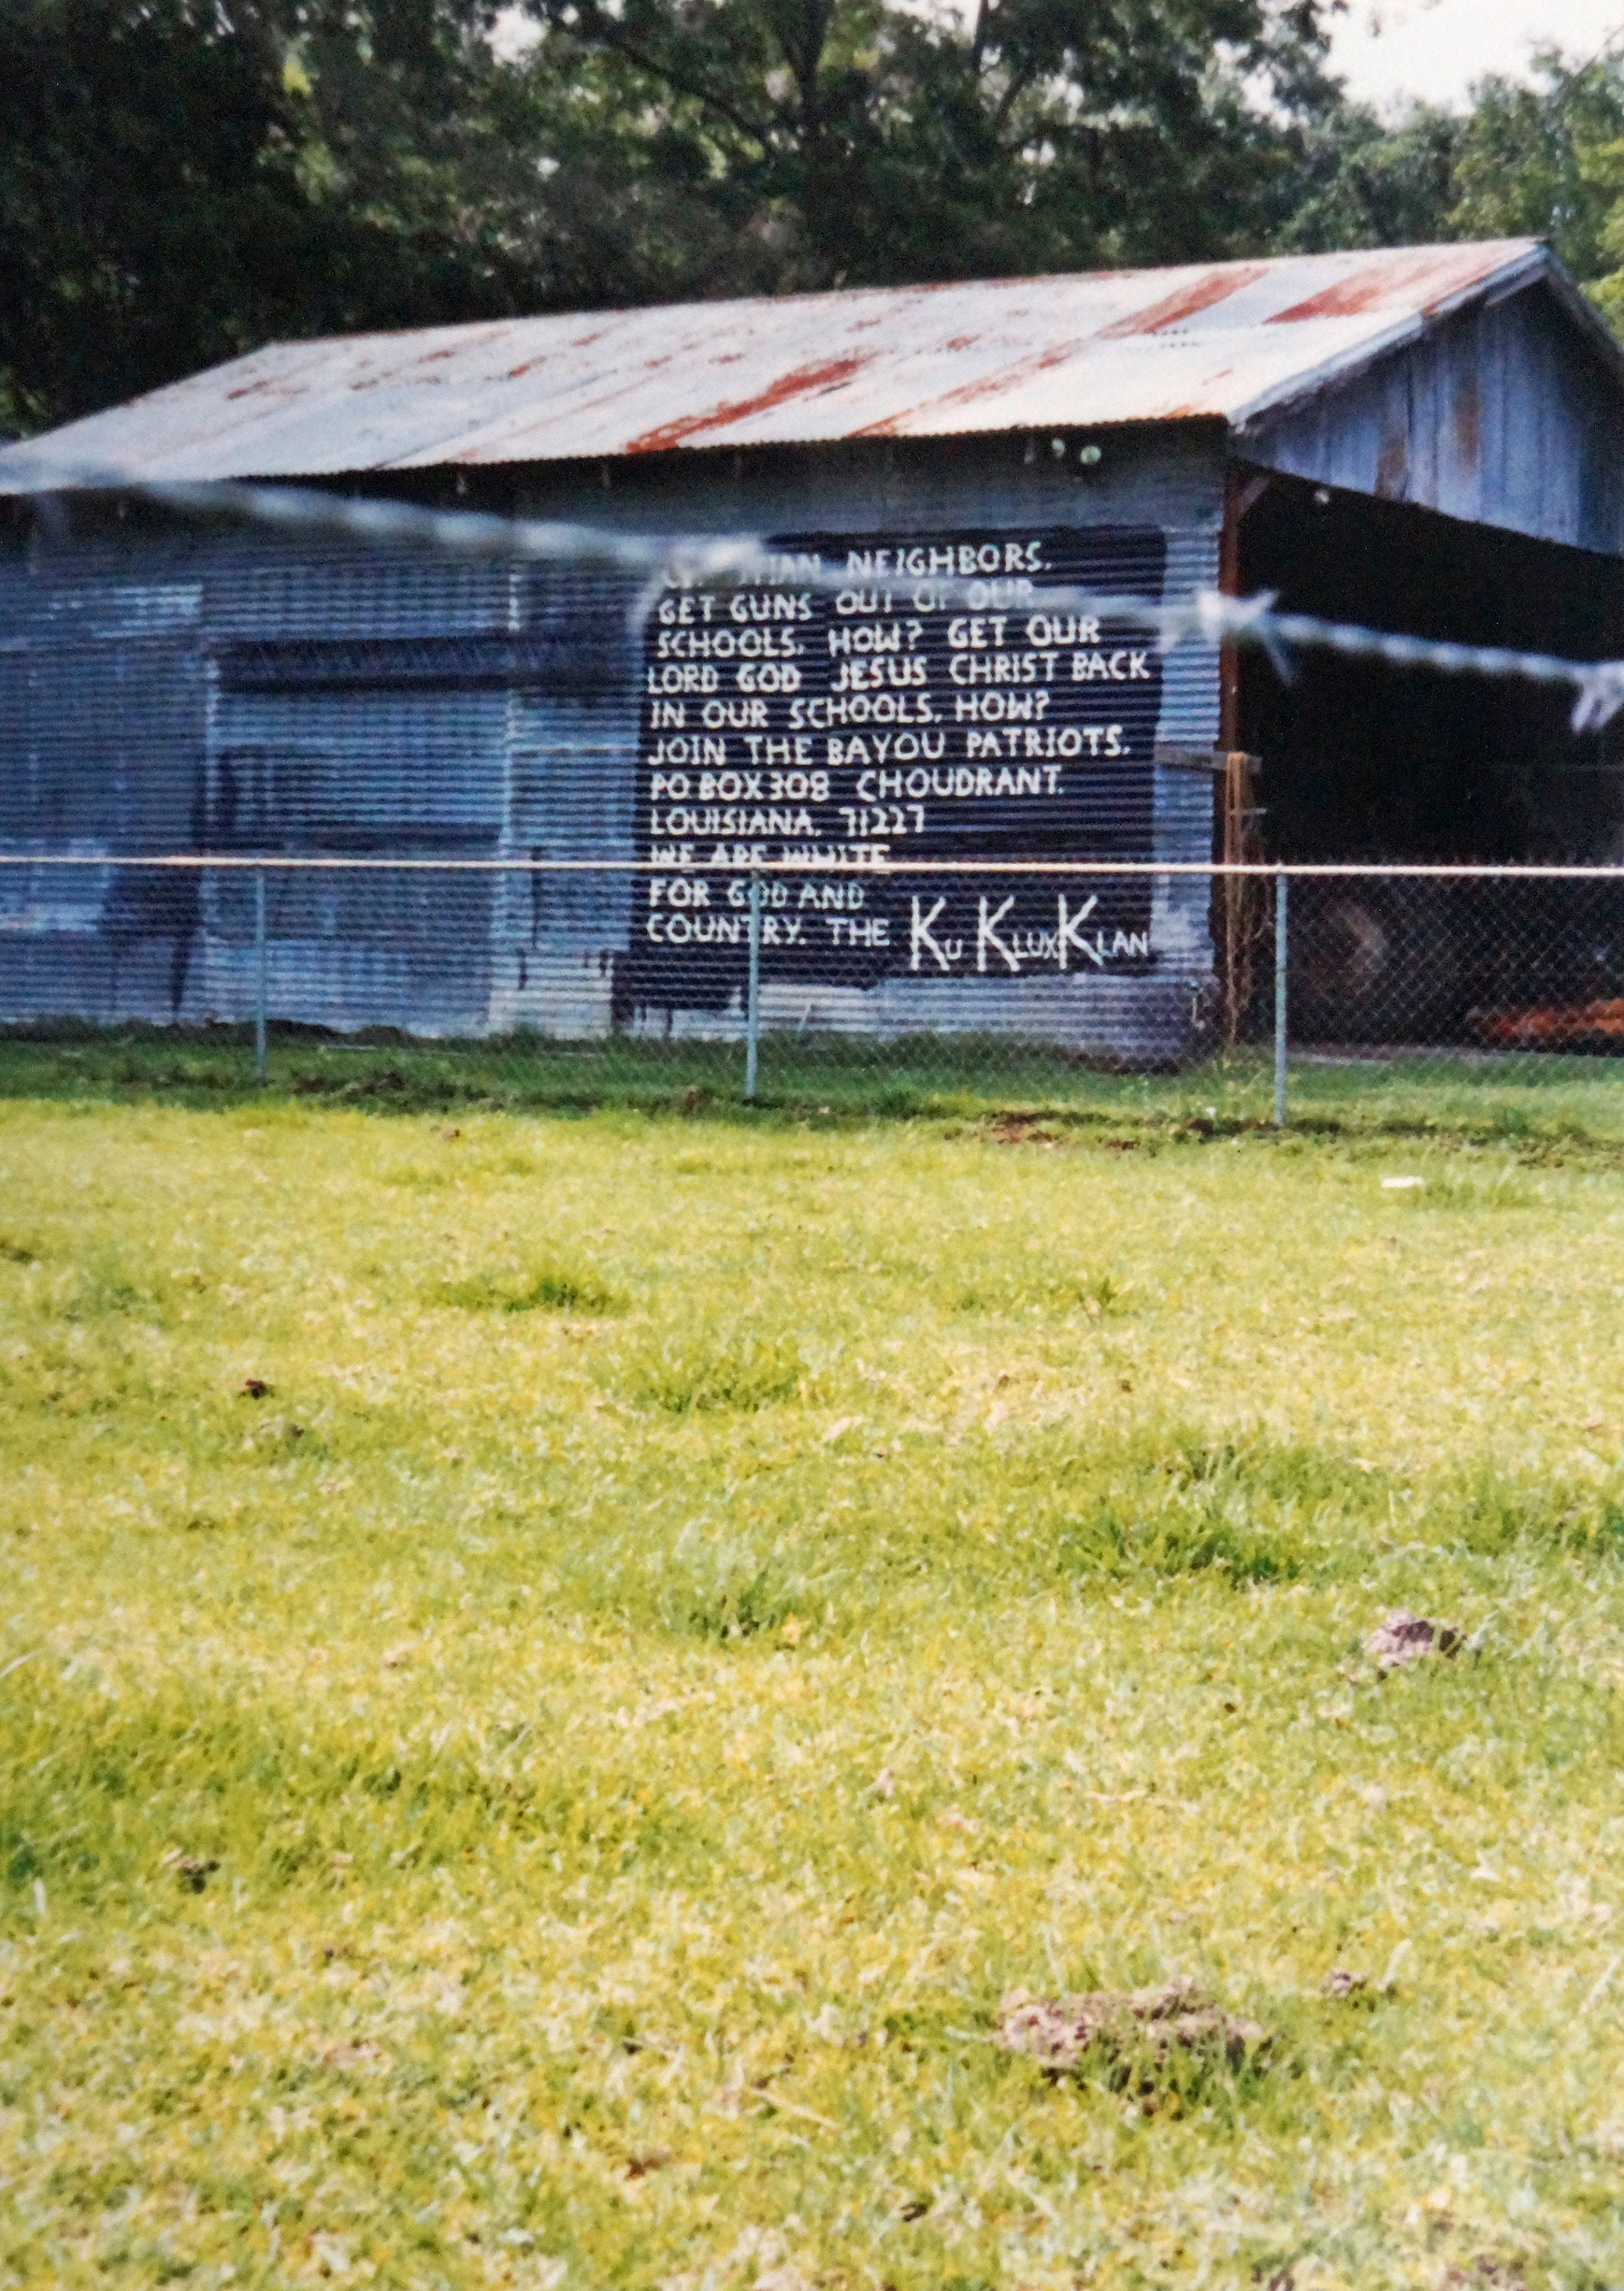 NEIGHBORS.
GET GUNS OUT OF OUR
SCHOOLS. HOW? GET OUR
LORD GOD JESUS CHRIST BACK
IN OUR SCHOOLS. HOW?
JOIN THE BAYOU PATRIOTS.
PO BOX 308 CHOUDRANT.
LOUISIANA. 71227
WE ARE WHITE
FOR GOD AND
COUNTRY. THE KU KLUX KLAN